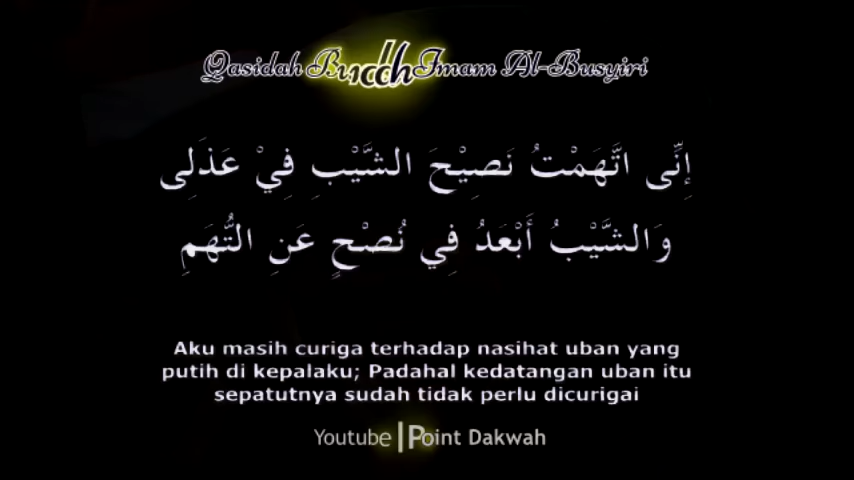 Qasidah Burdah Imam Al-Busyiri
إِنِّى اتَّهَمْتُ نَصِيْحَ الشَّيْبِ فِيْ عَذَلِى
وَالشَّيْبُ أَبْعَدُ فِي نُصْحٍ عَنِ التُّهَمِ
Aku masih curiga terhadap nasihat uban yang
putih di kepalaku; Padahal kedatangan uban itu
sepatutnya sudah tidak perlu dicurigai
Youtube | Point Dakwah